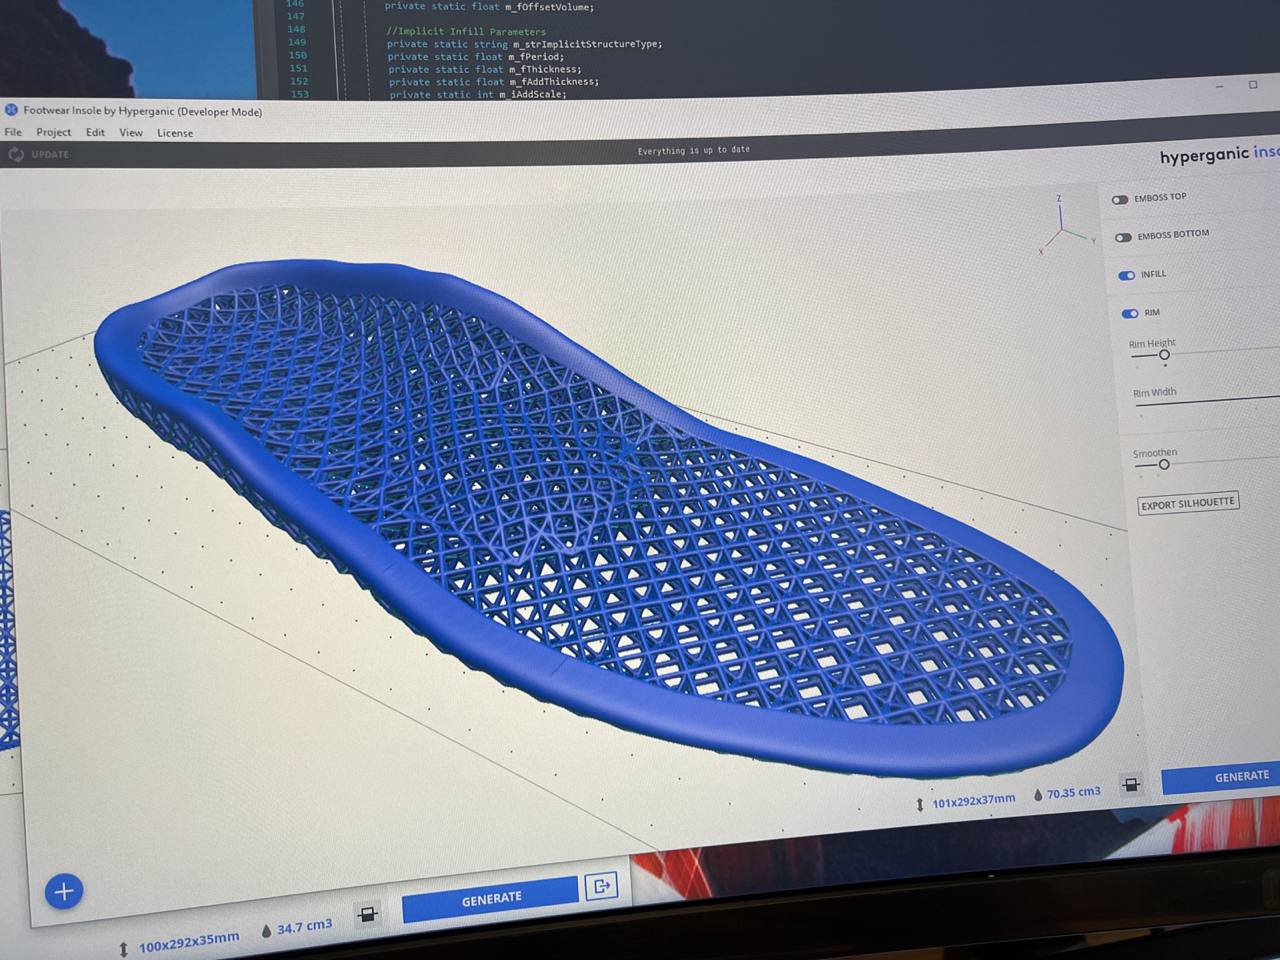 146
private static float m_fOffsetVolume;
147
148 //Implicit Infill Parameters
149 private static string m_strImplicitStructureType;
150 private static float m_fPeriod;
151 private static float m_fThickness;
152 private static float m_fAddThickness;
153 private static int m_iAddScale;
Footwear Insole by Hyperganic (Developer Mode)
File Project Edit View License
UPDATE
Everything is up to date
hyperganic inso
Z
Y
X
EMBOSS TOP
EMBOSS BOTTOM
INFILL
RIM
Rim Height
Rim Width
Smoothen
EXPORT SILHOUETTE
101x292x37mm 70.35 cm3
GENERATE
100x292x35mm 34.7 cm3
GENERATE